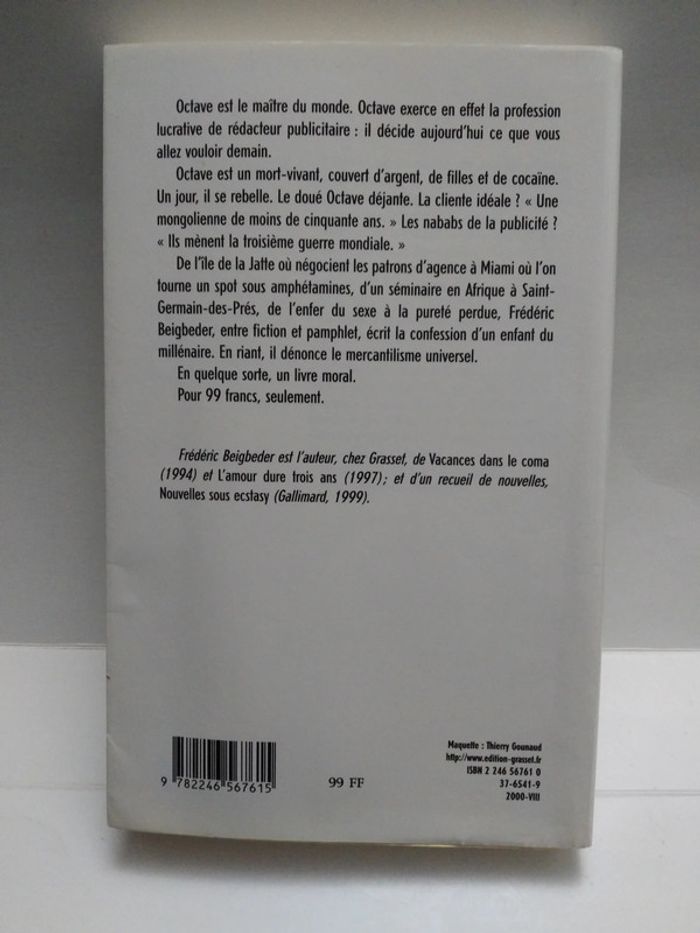 Octave est le maître du monde. Octave exerce en effet la profession
lucrative de rédacteur publicitaire : il décide aujourd'hui ce que vous
allez vouloir demain.
Octave est un mort-vivant, couvert d'argent, de filles et de cocaïne.
Un jour, il se rebelle. Le doué Octave déjante. La cliente idéale ? « Une
mongolienne de moins de cinquante ans. » Les nababs de la publicité ?
« Ils mènent la troisième guerre mondiale. »
De l'île de la Jatte où négocient les patrons d'agence à Miami où l'on
tourne un spot sous amphétamines, d'un séminaire en Afrique à Saint-
Germain-des-Prés, de l'enfer du sexe à la pureté perdue, Frédéric
Beigbeder, entre fiction et pamphlet, écrit la confession d'un enfant du
millénaire. En riant, il dénonce le mercantilisme universel.
En quelque sorte, un livre moral.
Pour 99 francs, seulement.
Frédéric Beigbeder est l'auteur, chez Grasset, de Vacances dans le coma
(1994) et L'amour dure trois ans (1997) ; et d'un recueil de nouvelles,
Nouvelles sous ecstasy (Gallimard, 1999).
9 782246 567615
99 FF
Maquette : Thierry Gounaud
http://www.edition-grasset.fr
ISBN 2 246 56761 0
37-6541-9
2000-VIII